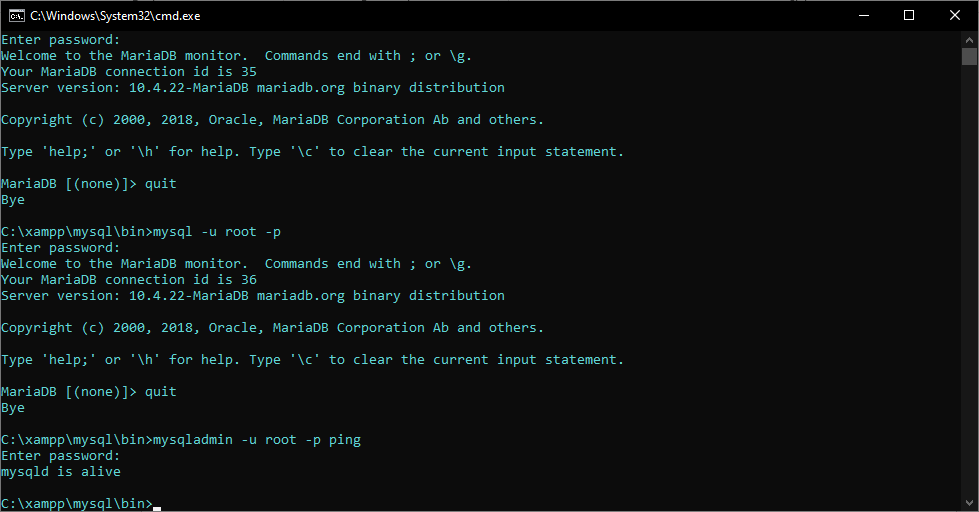 C:\Windows\System32\cmd.exe
Enter password:
Welcome to the MariaDB monitor.  Commands end with ; or \g.
Your MariaDB connection id is 35
Server version: 10.4.22-MariaDB mariadb.org binary distribution
Copyright (c) 2000, 2018, Oracle, MariaDB Corporation Ab and others.
Type 'help;' or '\h' for help. Type '\c' to clear the current input statement.
MariaDB [(none)]> quit
Bye
C:\xampp\mysql\bin>mysql -u root -p
Enter password:
Welcome to the MariaDB monitor.  Commands end with ; or \g.
Your MariaDB connection id is 36
Server version: 10.4.22-MariaDB mariadb.org binary distribution
Copyright (c) 2000, 2018, Oracle, MariaDB Corporation Ab and others.
Type 'help;' or '\h' for help. Type '\c' to clear the current input statement.
MariaDB [(none)]> quit
Bye
C:\xampp\mysql\bin>mysqladmin -u root -p ping
Enter password:
mysqld is alive
C:\xampp\mysql\bin>